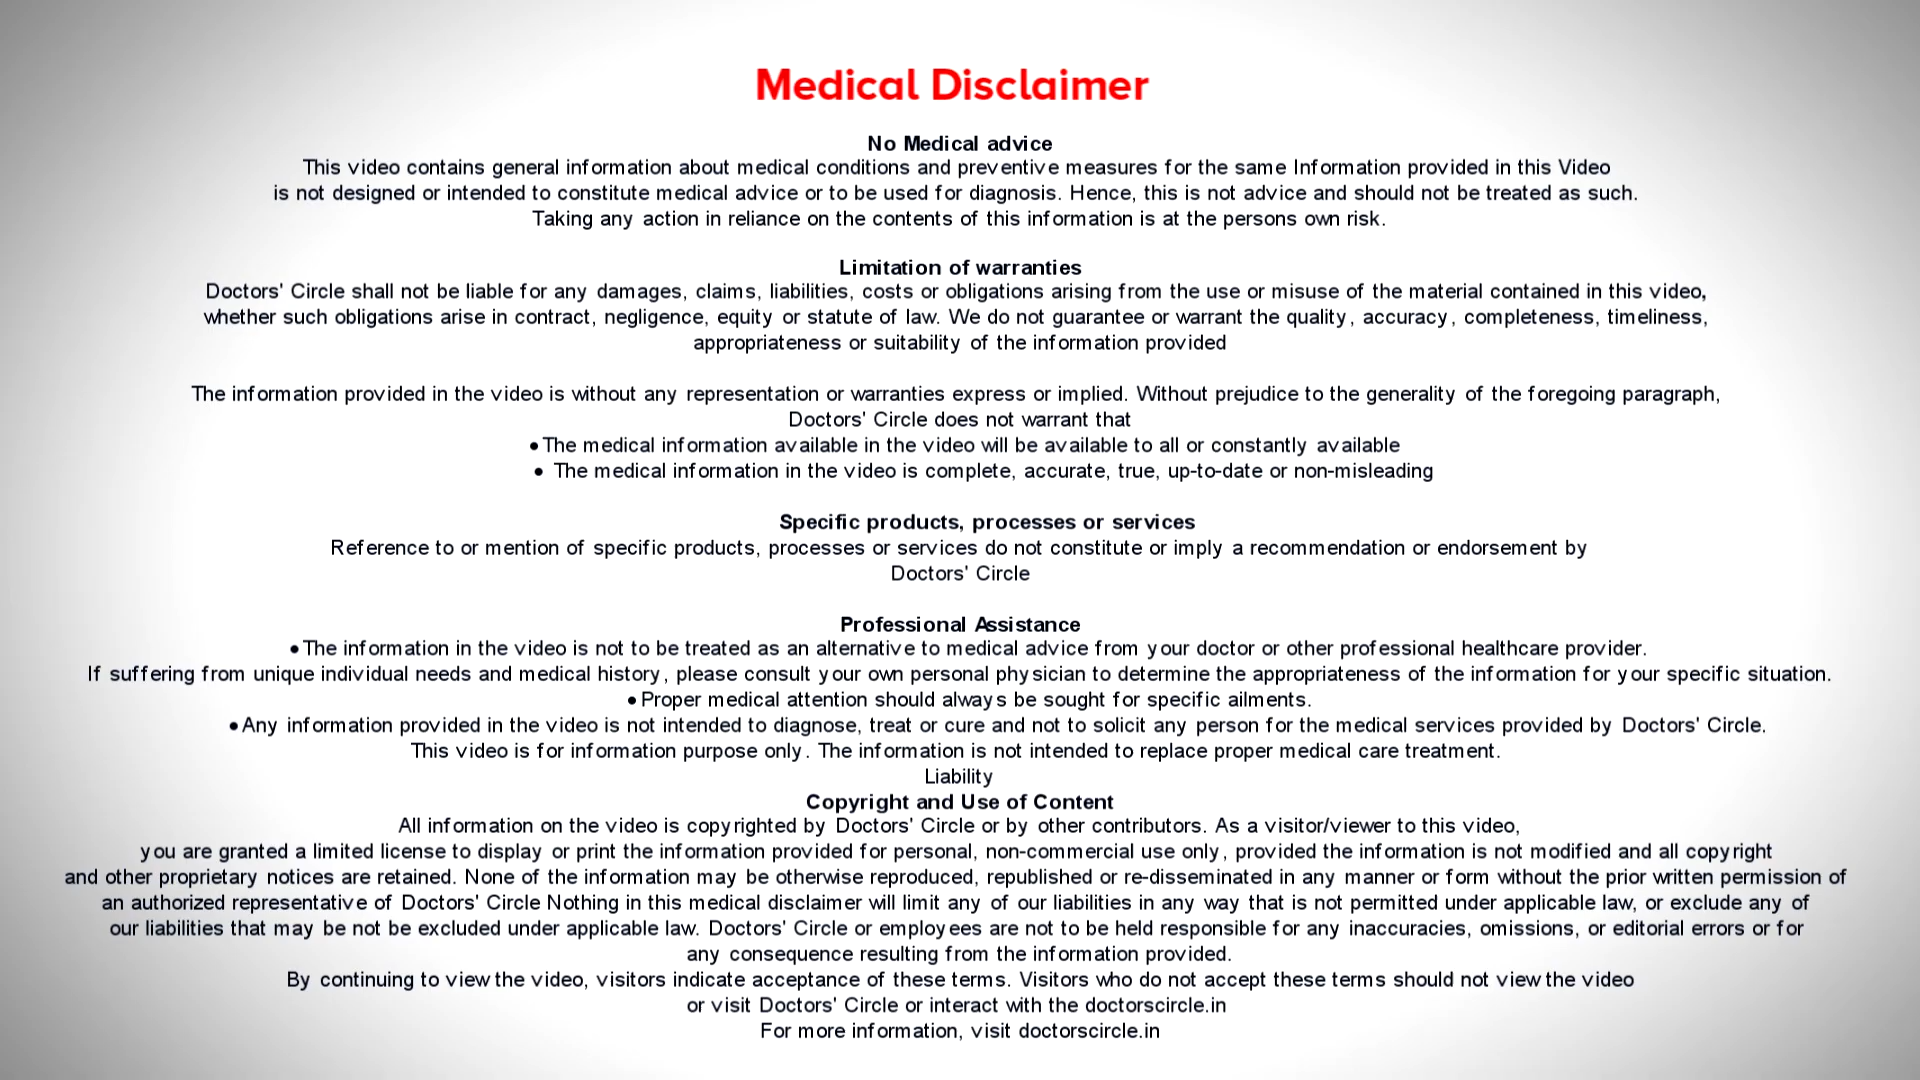 Medical Disclaimer
No Medical advice
This video contains general information about medical conditions and preventive measures for the same Information provided in this Video
is not designed or intended to constitute medical advice or to be used for diagnosis. Hence, this is not advice and should not be treated as such.
Taking any action in reliance on the contents of this information is at the persons own risk.
Limitation of warranties
Doctors' Circle shall not be liable for any damages, claims, liabilities, costs or obligations arising from the use or misuse of the material contained in this video,
whether such obligations arise in contract, negligence, equity or statute of law. We do not guarantee or warrant the quality, accuracy, completeness, timeliness,
appropriateness or suitability of the information provided
The information provided in the video is without any representation or warranties express or implied. Without prejudice to the generality of the foregoing paragraph,
Doctors' Circle does not warrant that
• The medical information available in the video will be available to all or constantly available
• The medical information in the video is complete, accurate, true, up-to-date or non-misleading
Specific products, processes or services
Reference to or mention of specific products, processes or services do not constitute or imply a recommendation or endorsement by
Doctors' Circle
Professional Assistance
• The information in the video is not to be treated as an alternative to medical advice from your doctor or other professional healthcare provider.
If suffering from unique individual needs and medical history, please consult your own personal physician to determine the appropriateness of the information for your specific situation.
• Proper medical attention should always be sought for specific ailments.
• Any information provided in the video is not intended to diagnose, treat or cure and not to solicit any person for the medical services provided by Doctors' Circle.
This video is for information purpose only. The information is not intended to replace proper medical care treatment.
Liability
Copyright and Use of Content
All information on the video is copyrighted by Doctors' Circle or by other contributors. As a visitor/viewer to this video,
you are granted a limited license to display or print the information provided for personal, non-commercial use only, provided the information is not modified and all copyright
and other proprietary notices are retained. None of the information may be otherwise reproduced, republished or re-disseminated in any manner or form without the prior written permission of
an authorized representative of Doctors' Circle Nothing in this medical disclaimer will limit any of our liabilities in any way that is not permitted under applicable law, or exclude any of
our liabilities that may be not be excluded under applicable law. Doctors' Circle or employees are not to be held responsible for any inaccuracies, omissions, or editorial errors or for
any consequence resulting from the information provided.
By continuing to view the video, visitors indicate acceptance of these terms. Visitors who do not accept these terms should not view the video
or visit Doctors' Circle or interact with the doctorscircle.in
For more information, visit doctorscircle.in